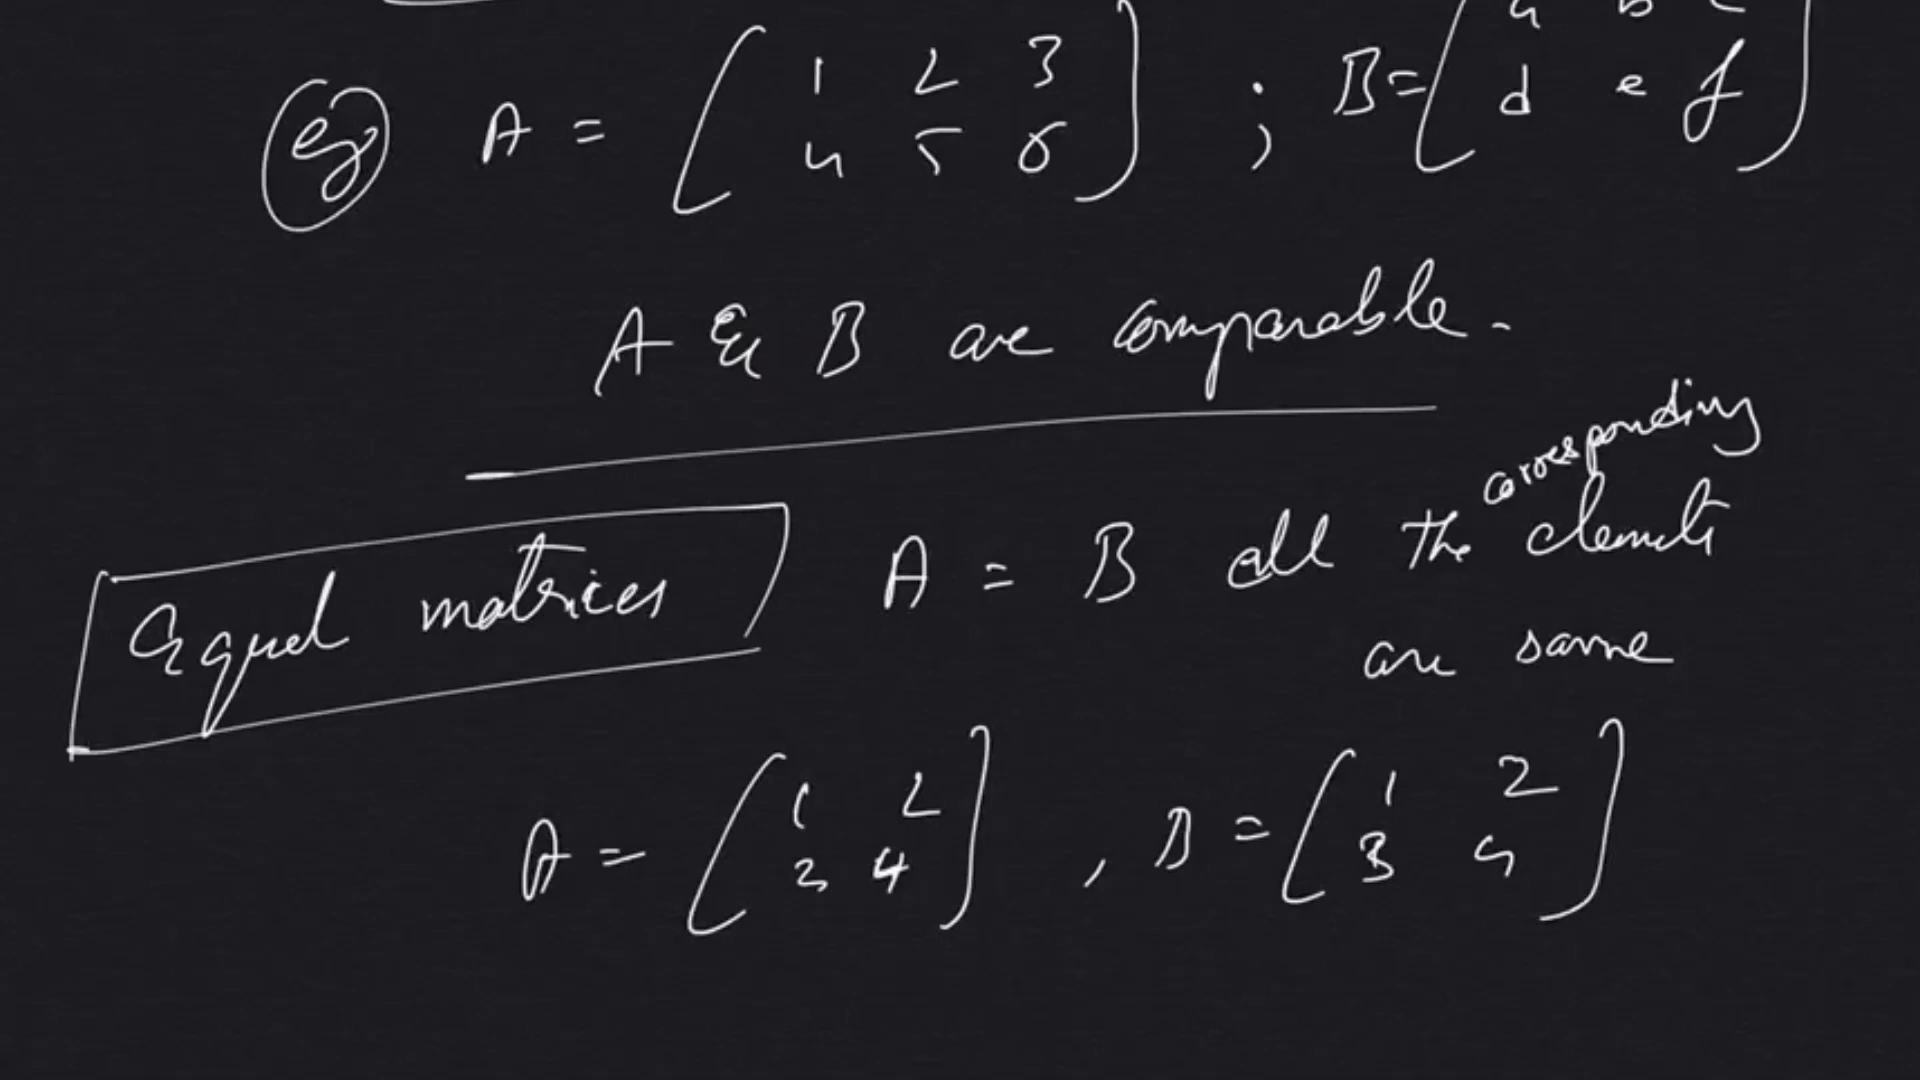 a b c
eg A = ( 1 2 3 ; B = (
4 5 6 ) d e f )
A & B are comparable.
corresponding
Equal matrices A = B all the elements
are same
A = ( 1 2 , B = ( 1 2
3 4 ) 3 4 )